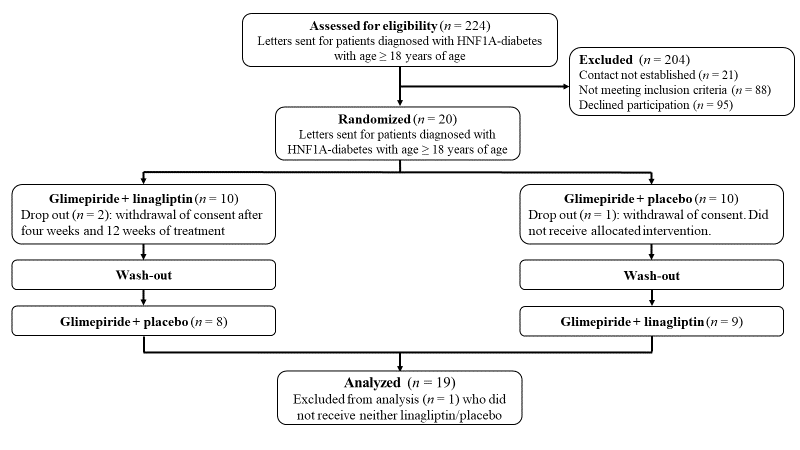 Assessed for eligibility (n = 224)
Letters sent for patients diagnosed with HNF1A-diabetes
with age ≥ 18 years of age
Excluded (n = 204)
Contact not established (n = 21)
Not meeting inclusion criteria (n = 88)
Declined participation (n = 95)
Randomized (n = 20)
Letters sent for patients diagnosed with
HNF1A-diabetes with age ≥ 18 years of age
Glimepiride + linagliptin (n = 10)
Drop out (n = 2): withdrawal of consent after
four weeks and 12 weeks of treatment
Glimepiride + placebo (n = 10)
Drop out (n = 1): withdrawal of consent. Did
not receive allocated intervention.
Wash-out
Wash-out
Glimepiride + placebo (n = 8)
Glimepiride + linagliptin (n = 9)
Analyzed (n = 19)
Excluded from analysis (n = 1) who did
not receive neither linagliptin/placebo